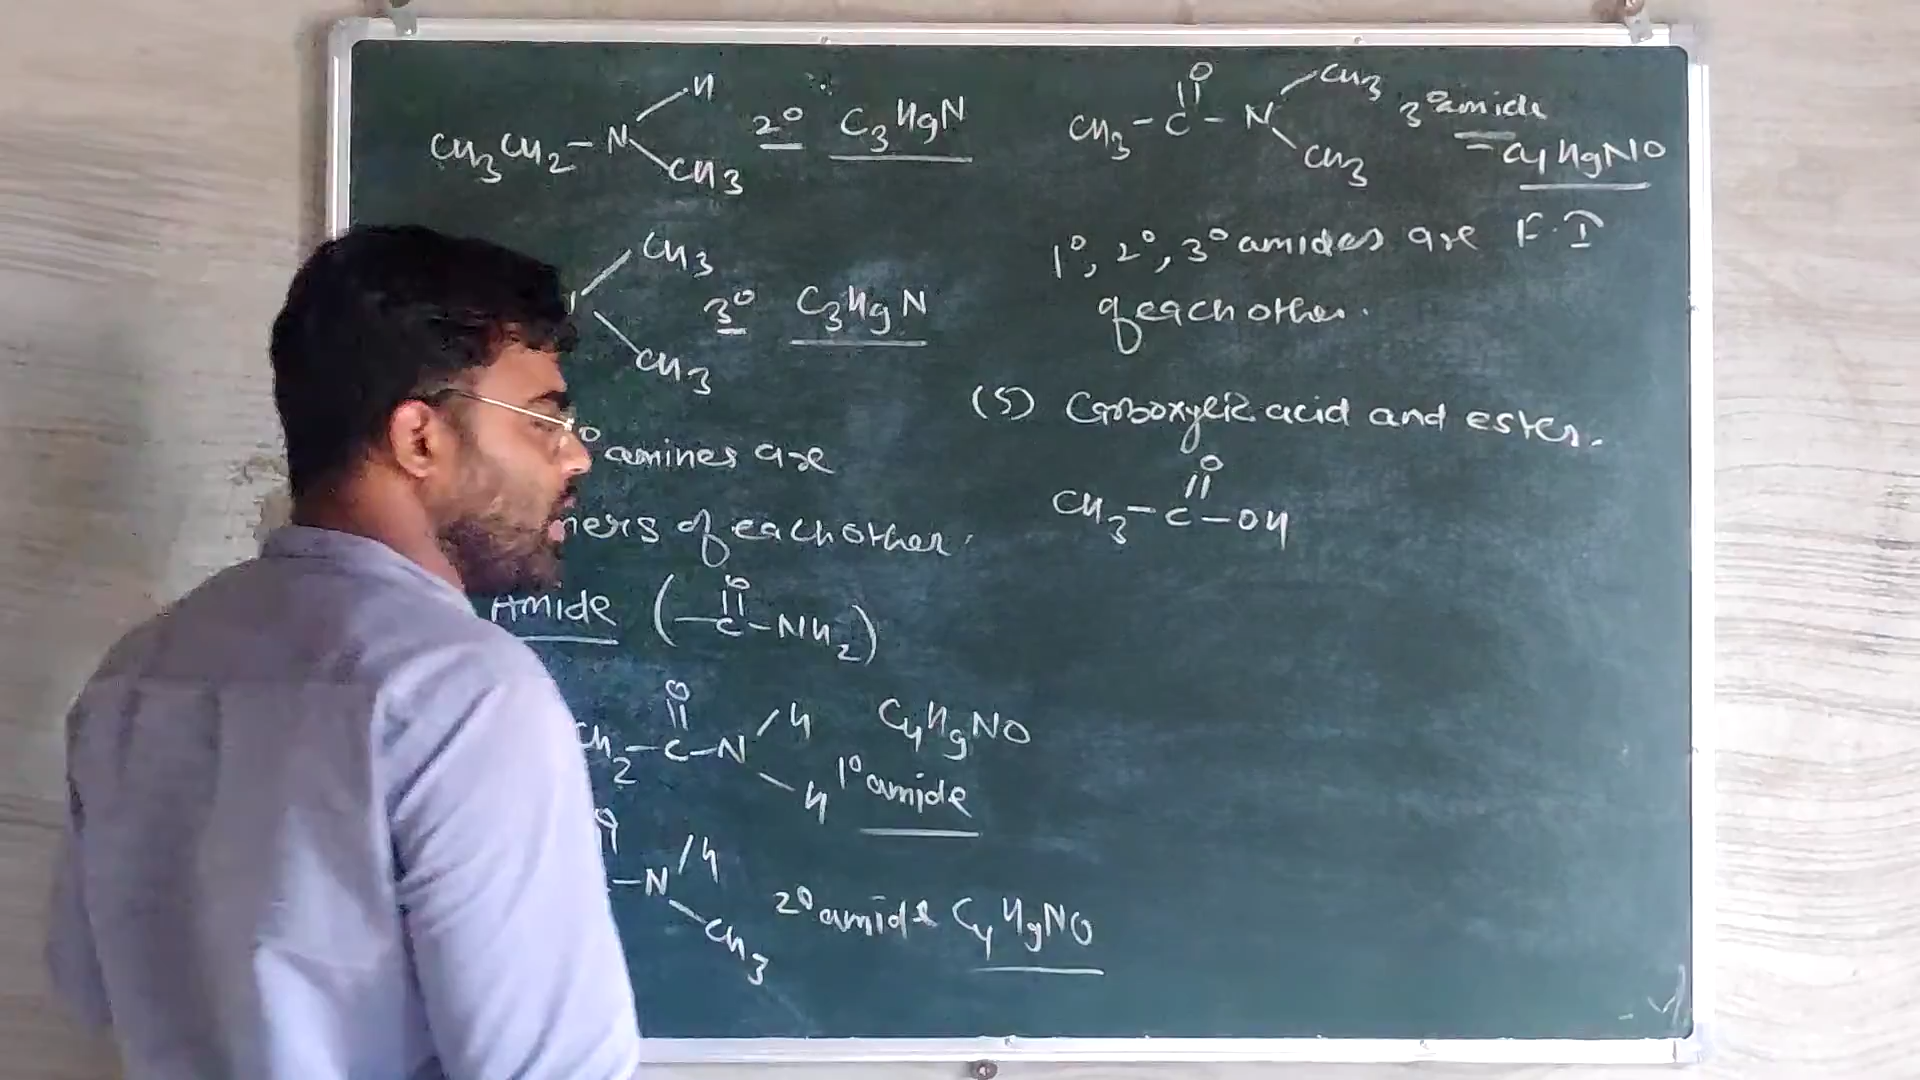 H
CH3CH2-N 2° C3H9N
CH3
CH3
3° C3H9N
CH3
° amines are
mers of each other.
Amide (-C-NH2)
O
O
CH2-C-N H C4H9NO
H 1° amide
O
-N H
CH3 2° amide C4H9NO
O
CH3-C-N CH3 3° amide
CH3 = C4H9NO
1°, 2°, 3° amides are F.I
of each other.
(5) Carboxylic acid and ester.
O
CH3-C-OH